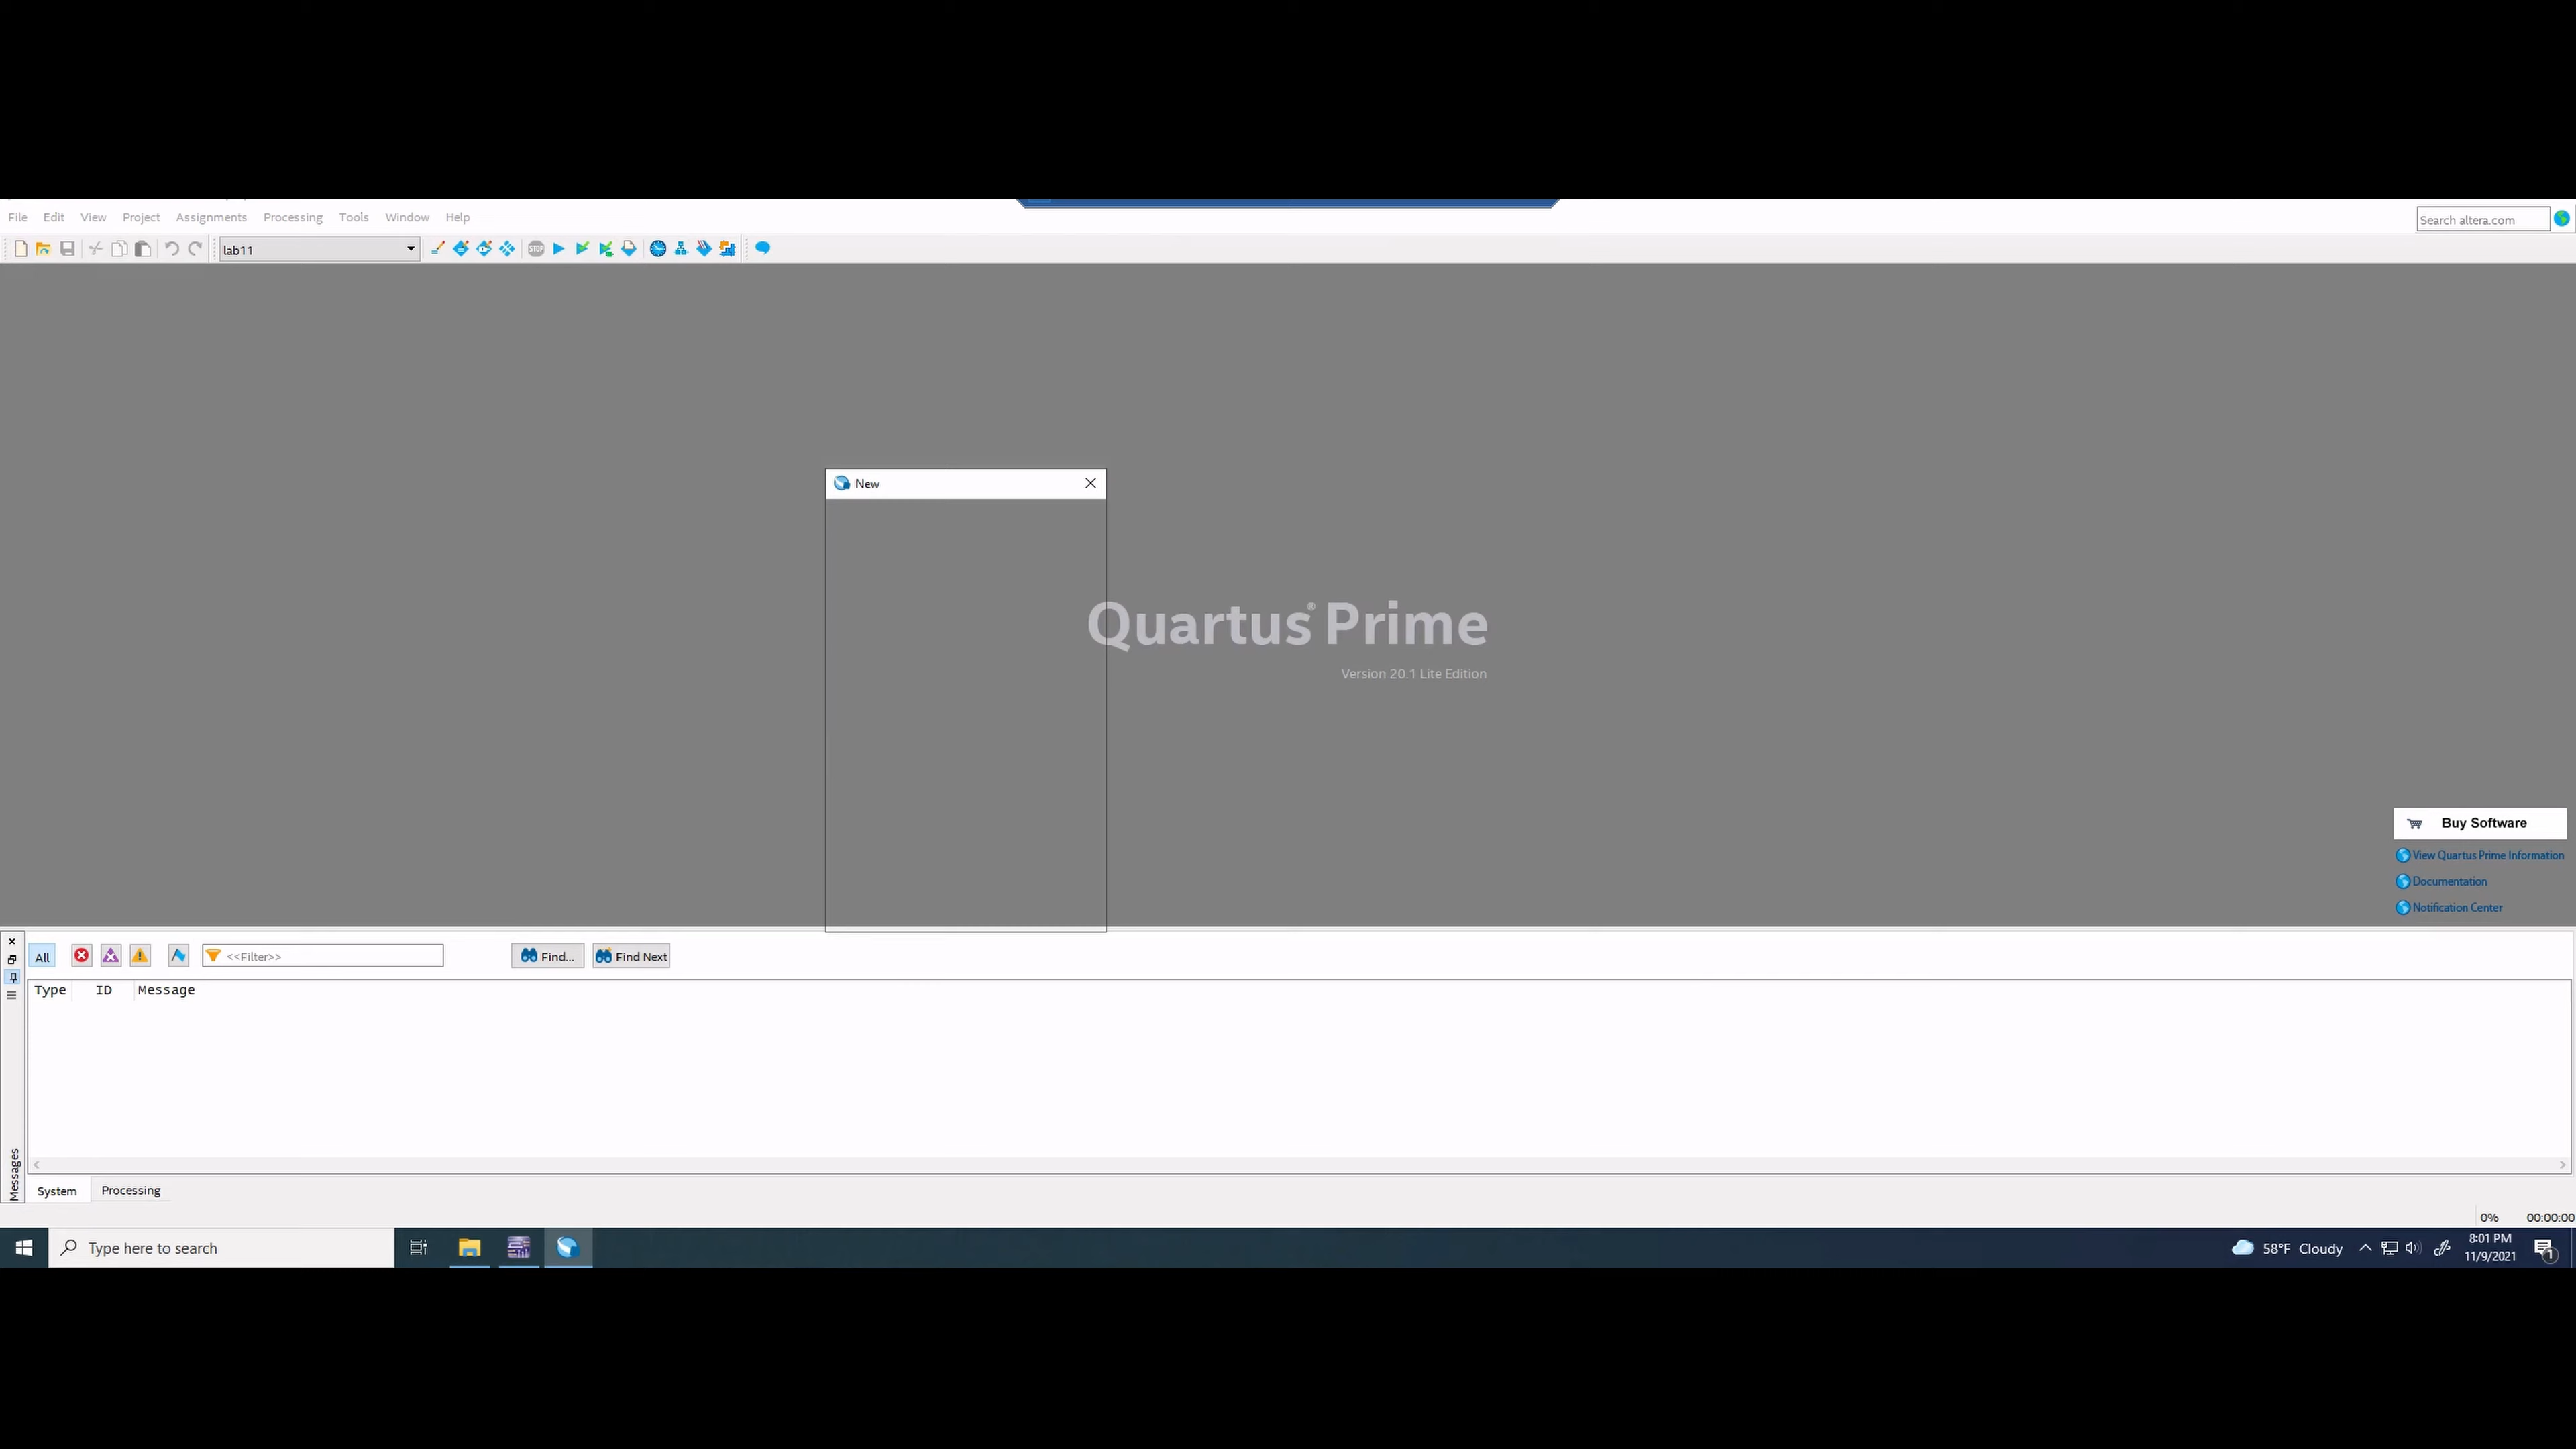 File Edit View Project Assignments Processing Tools Window Help
Search altera.com
lab11
STOP
New
Quartus® Prime
Version 20.1 Lite Edition
Buy Software
View Quartus Prime Information
Documentation
Notification Center
All
<<Filter>>
Find...
Find Next
Type ID Message
Messages
System Processing
0% 00:00:00
Type here to search
58°F Cloudy
8:01 PM
11/9/2021
1